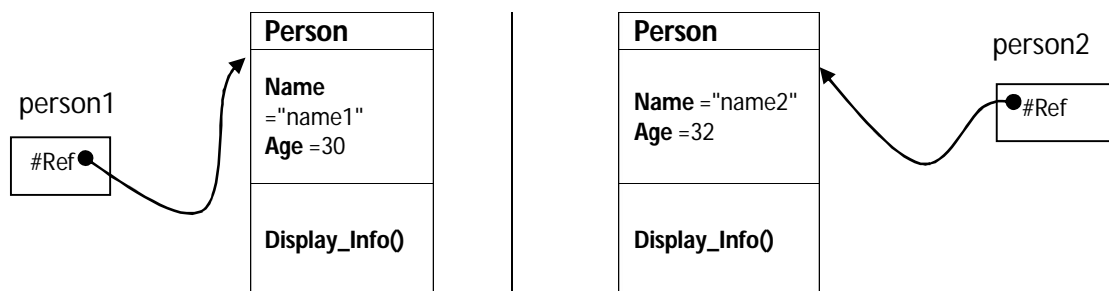 person1
#Ref
Person
Name
="name1"
Age =30
Display_Info()
Person
Name ="name2"
Age =32
Display_Info()
person2
#Ref